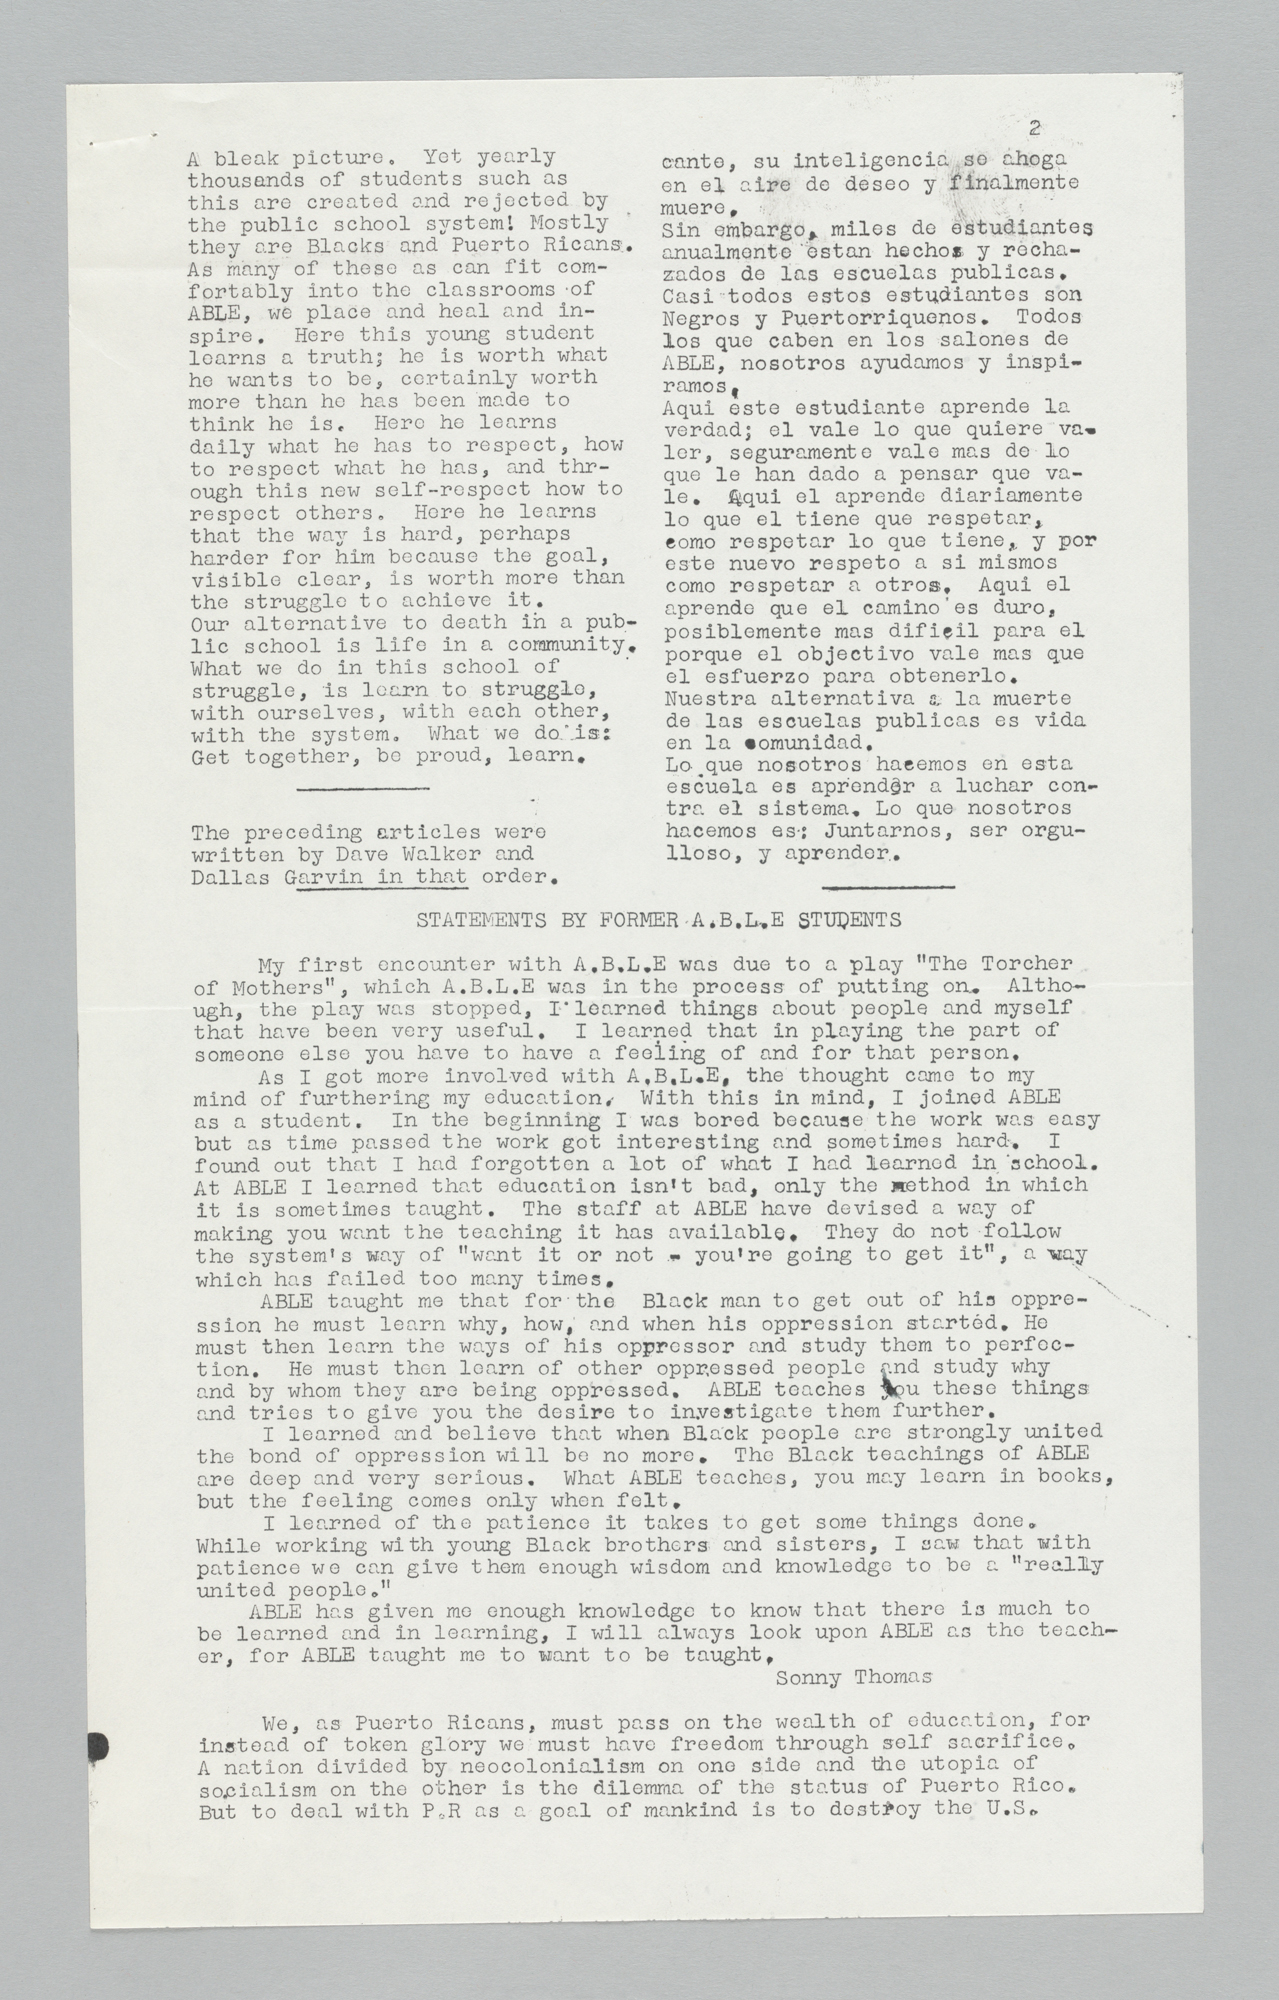 2
A bleak picture.  Yet yearly
thousands of students such as
this are created and rejected by
the public school system! Mostly
they are Blacks and Puerto Ricans.
As many of these as can fit com-
fortably into the classrooms of
ABLE, we place and heal and in-
spire.  Here this young student
learns a truth; he is worth what
he wants to be, certainly worth
more than he has been made to
think he is.  Here he learns
daily what he has to respect, how
to respect what he has, and thr-
ough this new self-respect how to
respect others.  Here he learns
that the way is hard, perhaps
harder for him because the goal,
visible clear, is worth more than
the struggle to achieve it.
Our alternative to death in a pub-
lic school is life in a community.
What we do in this school of
struggle, is learn to struggle,
with ourselves, with each other,
with the system.  What we do is:
Get together, be proud, learn.
The preceding articles were
written by Dave Walker and
Dallas Garvin in that order.
cante, su inteligencia se ahoga
en el aire de deseo y finalmente
muere.
Sin embargo, miles de estudiantes
anualmente estan hechos y recha-
zados de las escuelas publicas.
Casi todos estos estudiantes son
Negros y Puertorriquenos.  Todos
los que caben en los salones de
ABLE, nosotros ayudamos y inspi-
ramos,
Aqui este estudiante aprende la
verdad; el vale lo que quiere va-
ler, seguramente vale mas de lo
que le han dado a pensar que va-
le.  Aqui el aprende diariamente
lo que el tiene que respetar,
como respetar lo que tiene, y por
este nuevo respeto a si mismos
como respetar a otros.  Aqui el
aprende que el camino es duro,
posiblemente mas dificil para el
porque el objectivo vale mas que
el esfuerzo para obtenerlo.
Nuestra alternativa a la muerte
de las escuelas publicas es vida
en la comunidad.
Lo que nosotros hacemos en esta
escuela es aprender a luchar con-
tra el sistema. Lo que nosotros
hacemos es: Juntarnos, ser orgu-
lloso, y aprender.
STATEMENTS BY FORMER A.B.L.E STUDENTS
My first encounter with A.B.L.E was due to a play "The Torcher
of Mothers", which A.B.L.E was in the process of putting on.  Altho-
ugh, the play was stopped, I learned things about people and myself
that have been very useful.  I learned that in playing the part of
someone else you have to have a feeling of and for that person.
As I got more involved with A.B.L.E, the thought came to my
mind of furthering my education.  With this in mind, I joined ABLE
as a student.  In the beginning I was bored because the work was easy
but as time passed the work got interesting and sometimes hard.  I
found out that I had forgotten a lot of what I had learned in school.
At ABLE I learned that education isn't bad, only the method in which
it is sometimes taught.  The staff at ABLE have devised a way of
making you want the teaching it has available.  They do not follow
the system's way of "want it or not - you're going to get it", a way
which has failed too many times.
ABLE taught me that for the  Black man to get out of his oppre-
ssion he must learn why, how, and when his oppression started. He
must then learn the ways of his oppressor and study them to perfec-
tion.  He must then learn of other oppressed people and study why
and by whom they are being oppressed.  ABLE teaches you these things
and tries to give you the desire to investigate them further.
I learned and believe that when Black people are strongly united
the bond of oppression will be no more.  The Black teachings of ABLE
are deep and very serious.  What ABLE teaches, you may learn in books,
but the feeling comes only when felt.
I learned of the patience it takes to get some things done.
While working with young Black brothers and sisters, I saw that with
patience we can give them enough wisdom and knowledge to be a "really
united people."
ABLE has given me enough knowledge to know that there is much to
be learned and in learning, I will always look upon ABLE as the teach-
er, for ABLE taught me to want to be taught.
Sonny Thomas
We, as Puerto Ricans, must pass on the wealth of education, for
instead of token glory we must have freedom through self sacrifice.
A nation divided by neocolonialism on one side and the utopia of
socialism on the other is the dilemma of the status of Puerto Rico.
But to deal with P.R as a goal of mankind is to destroy the U.S.